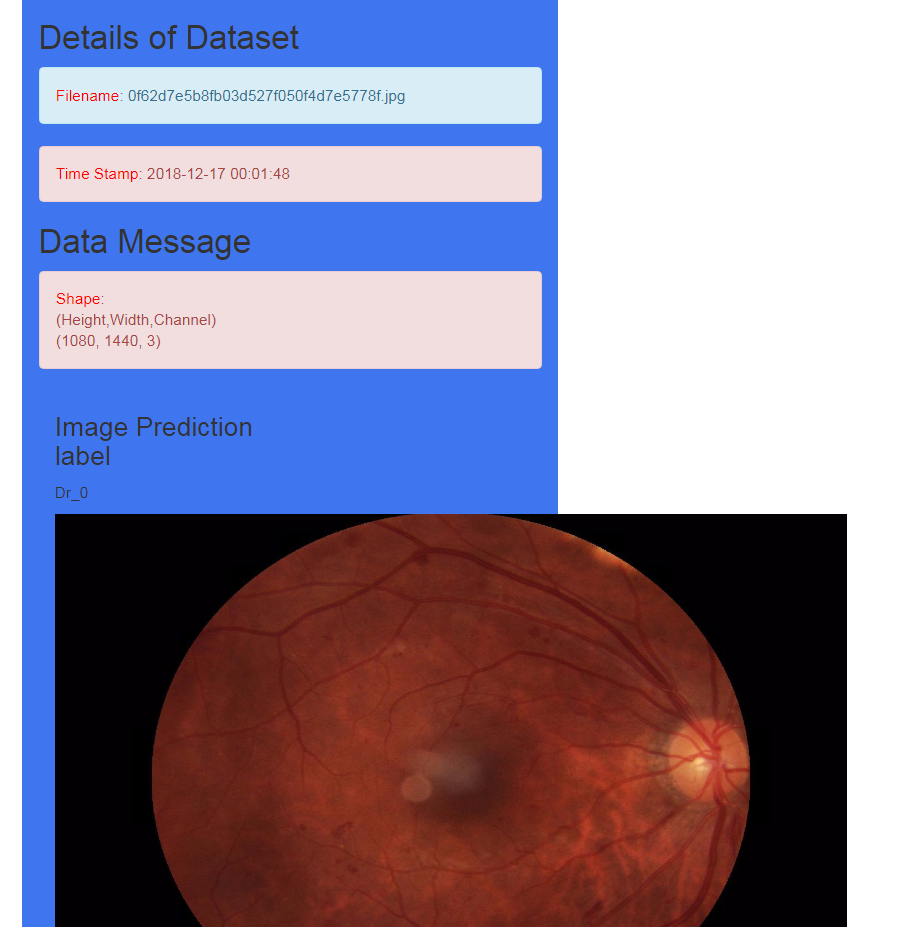 Details of Dataset
Filename: 0f62d7e5b8fb03d527f050f4d7e5778f.jpg
Time Stamp: 2018-12-17 00:01:48
Data Message
Shape:
(Height,Width,Channel)
(1080, 1440, 3)
Image Prediction
label
Dr_0